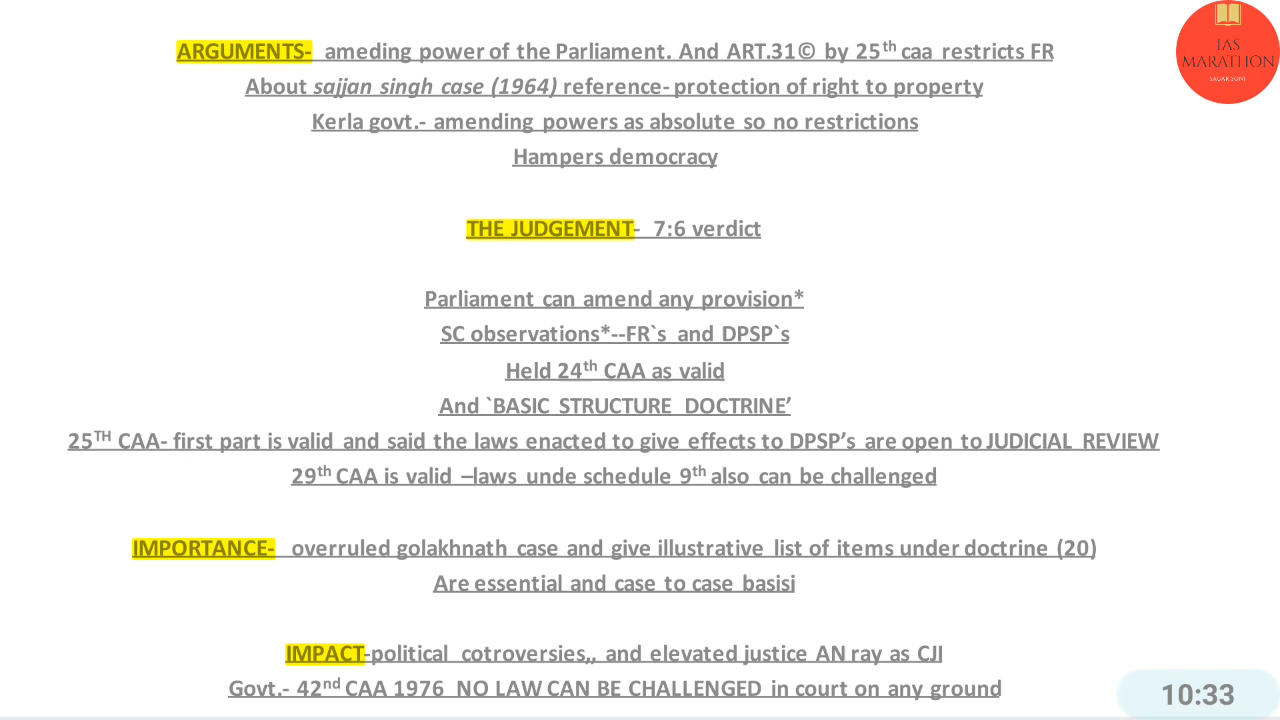 ARGUMENTS- ameding power of the Parliament. And ART.31© by 25th caa restricts FR
About sajjan singh case (1964) reference- protection of right to property
Kerla govt.- amending powers as absolute so no restrictions
Hampers democracy
THE JUDGEMENT- 7:6 verdict
Parliament can amend any provision*
SC observations*--FR`s and DPSP`s
Held 24th CAA as valid
And `BASIC STRUCTURE DOCTRINE’
25TH CAA- first part is valid and said the laws enacted to give effects to DPSP’s are open to JUDICIAL REVIEW
29th CAA is valid –laws unde schedule 9th also can be challenged
IMPORTANCE- overruled golakhnath case and give illustrative list of items under doctrine (20)
Are essential and case to case basisi
IMPACT-political cotroversies,, and elevated justice AN ray as CJI
Govt.- 42nd CAA 1976 NO LAW CAN BE CHALLENGED in court on any ground
IAS
MARATHON
SAGAR SONI
10:33